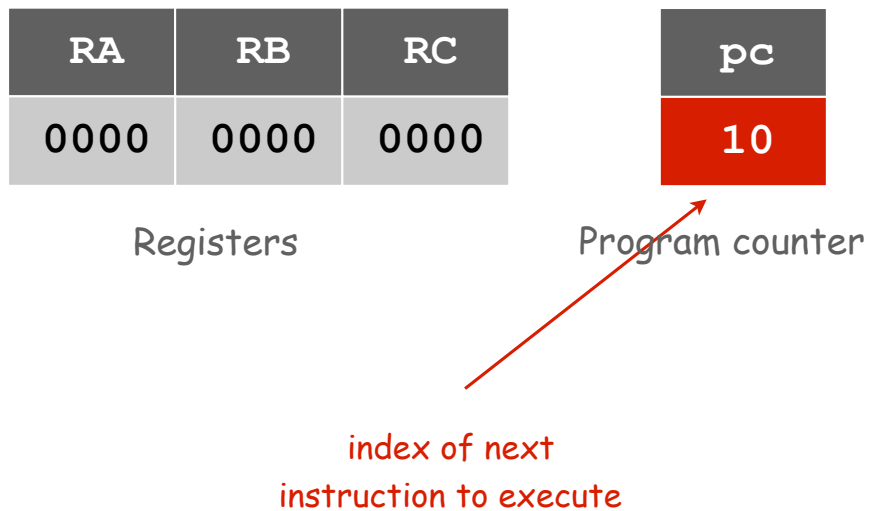 RA RB RC pc
0000 0000 0000 10
Registers Program counter
index of next
instruction to execute